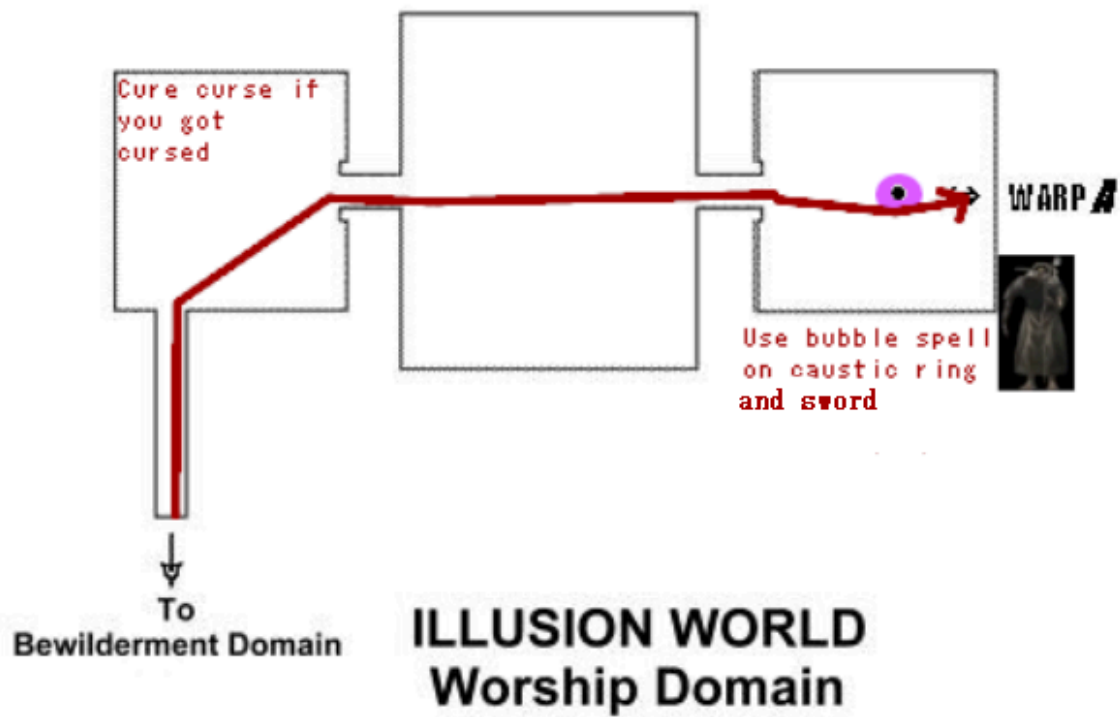 Cure curse if
you got
cursed
WARP A
Use bubble spell
on caustic ring
and sword
To
Bewilderment Domain
ILLUSION WORLD
Worship Domain